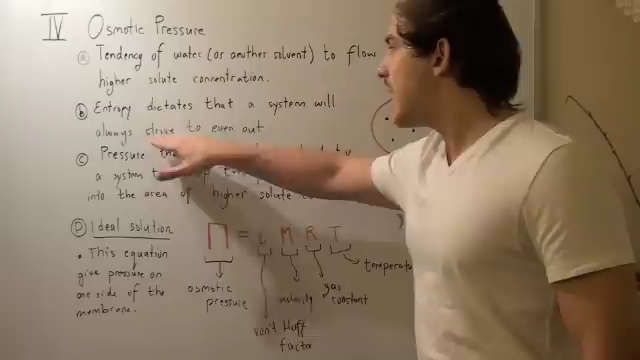 IV Osmotic Pressure
(a) Tendency of water (or another solvent) to flow
higher solute concentration.
(b) Entropy dictates that a system will
always strive to even out
(c) Pressure
a system
into the area of higher solute
(D) Ideal solution
• This equation
give pressure on
one side of the
membrane.
Π = i M R T
osmotic
pressure
molarity
gas
constant
temperatur
van't Hoff
factor